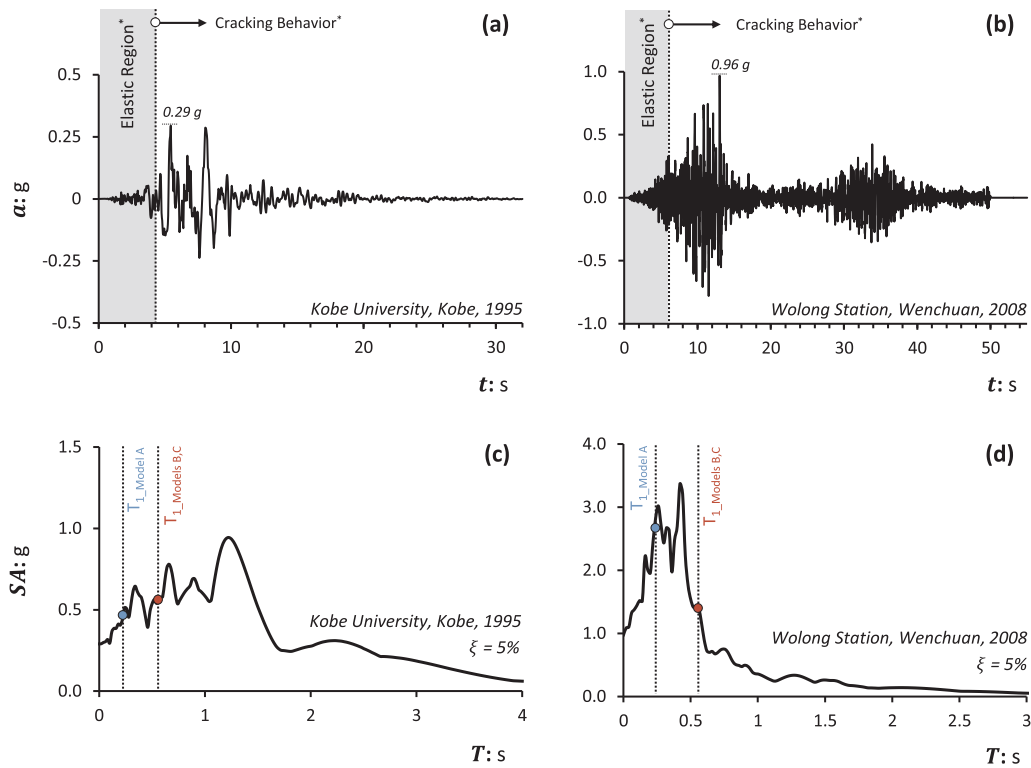 Elastic Region*
Cracking Behavior*
(a)
0.29 g
0.5
0.25
0
-0.25
-0.5
a: g
Kobe University, Kobe, 1995
0
10
20
30
t: s
Elastic Region*
Cracking Behavior*
(b)
0.96 g
1.0
0.5
0.0
-0.5
-1.0
Wolong Station, Wenchuan, 2008
0
10
20
30
40
50
t: s
(c)
T1_Model A
T1_Models B,C
1.5
1.0
0.5
0.0
SA: g
Kobe University, Kobe, 1995
ξ = 5%
0
1
2
3
4
T: s
(d)
T1_Model A
T1_Models B,C
4.0
3.0
2.0
1.0
0.0
Wolong Station, Wenchuan, 2008
ξ = 5%
0
0.5
1
1.5
2
2.5
3
T: s